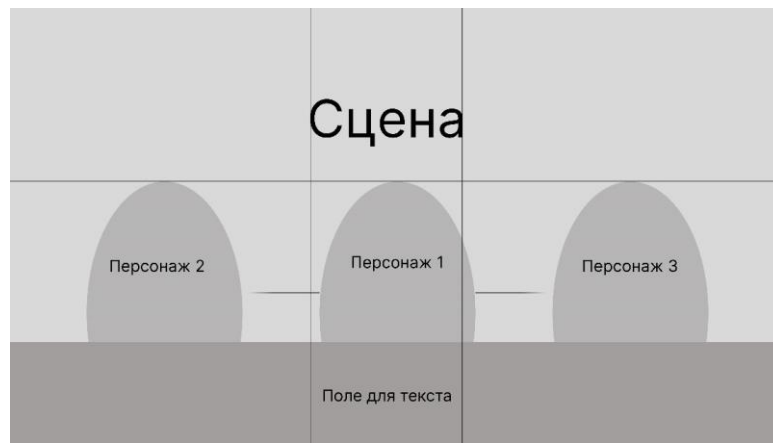 Сцена
Персонаж 2
Персонаж 1
Персонаж 3
Поле для текста